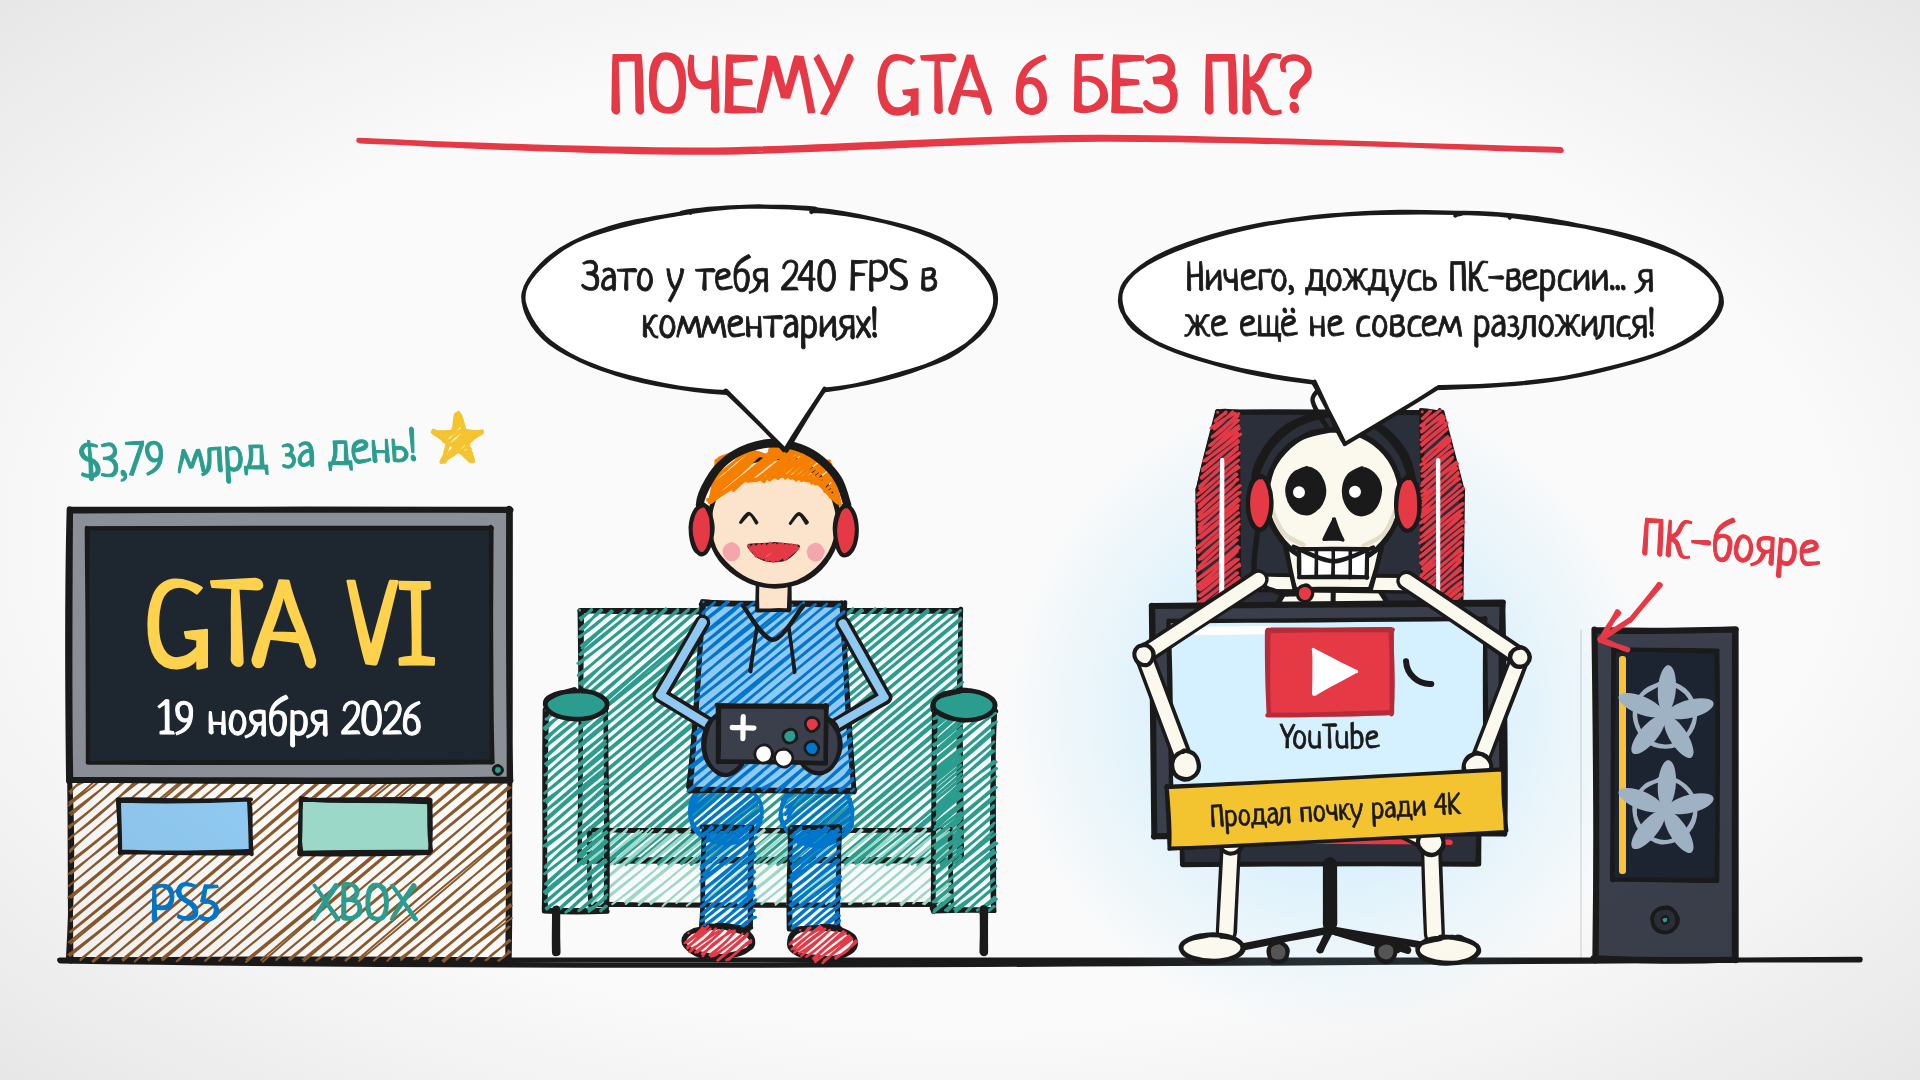 ПОЧЕМУ GTA 6 БЕЗ ПК?
Зато у тебя 240 FPS в
комментариях!
Ничего, дождусь ПК-версии... я
же ещё не совсем разложился!
$3,79 млрд за день!
GTA VI
19 ноября 2026
PS5
XBOX
YouTube
Продал почку ради 4K
ПК-бояре